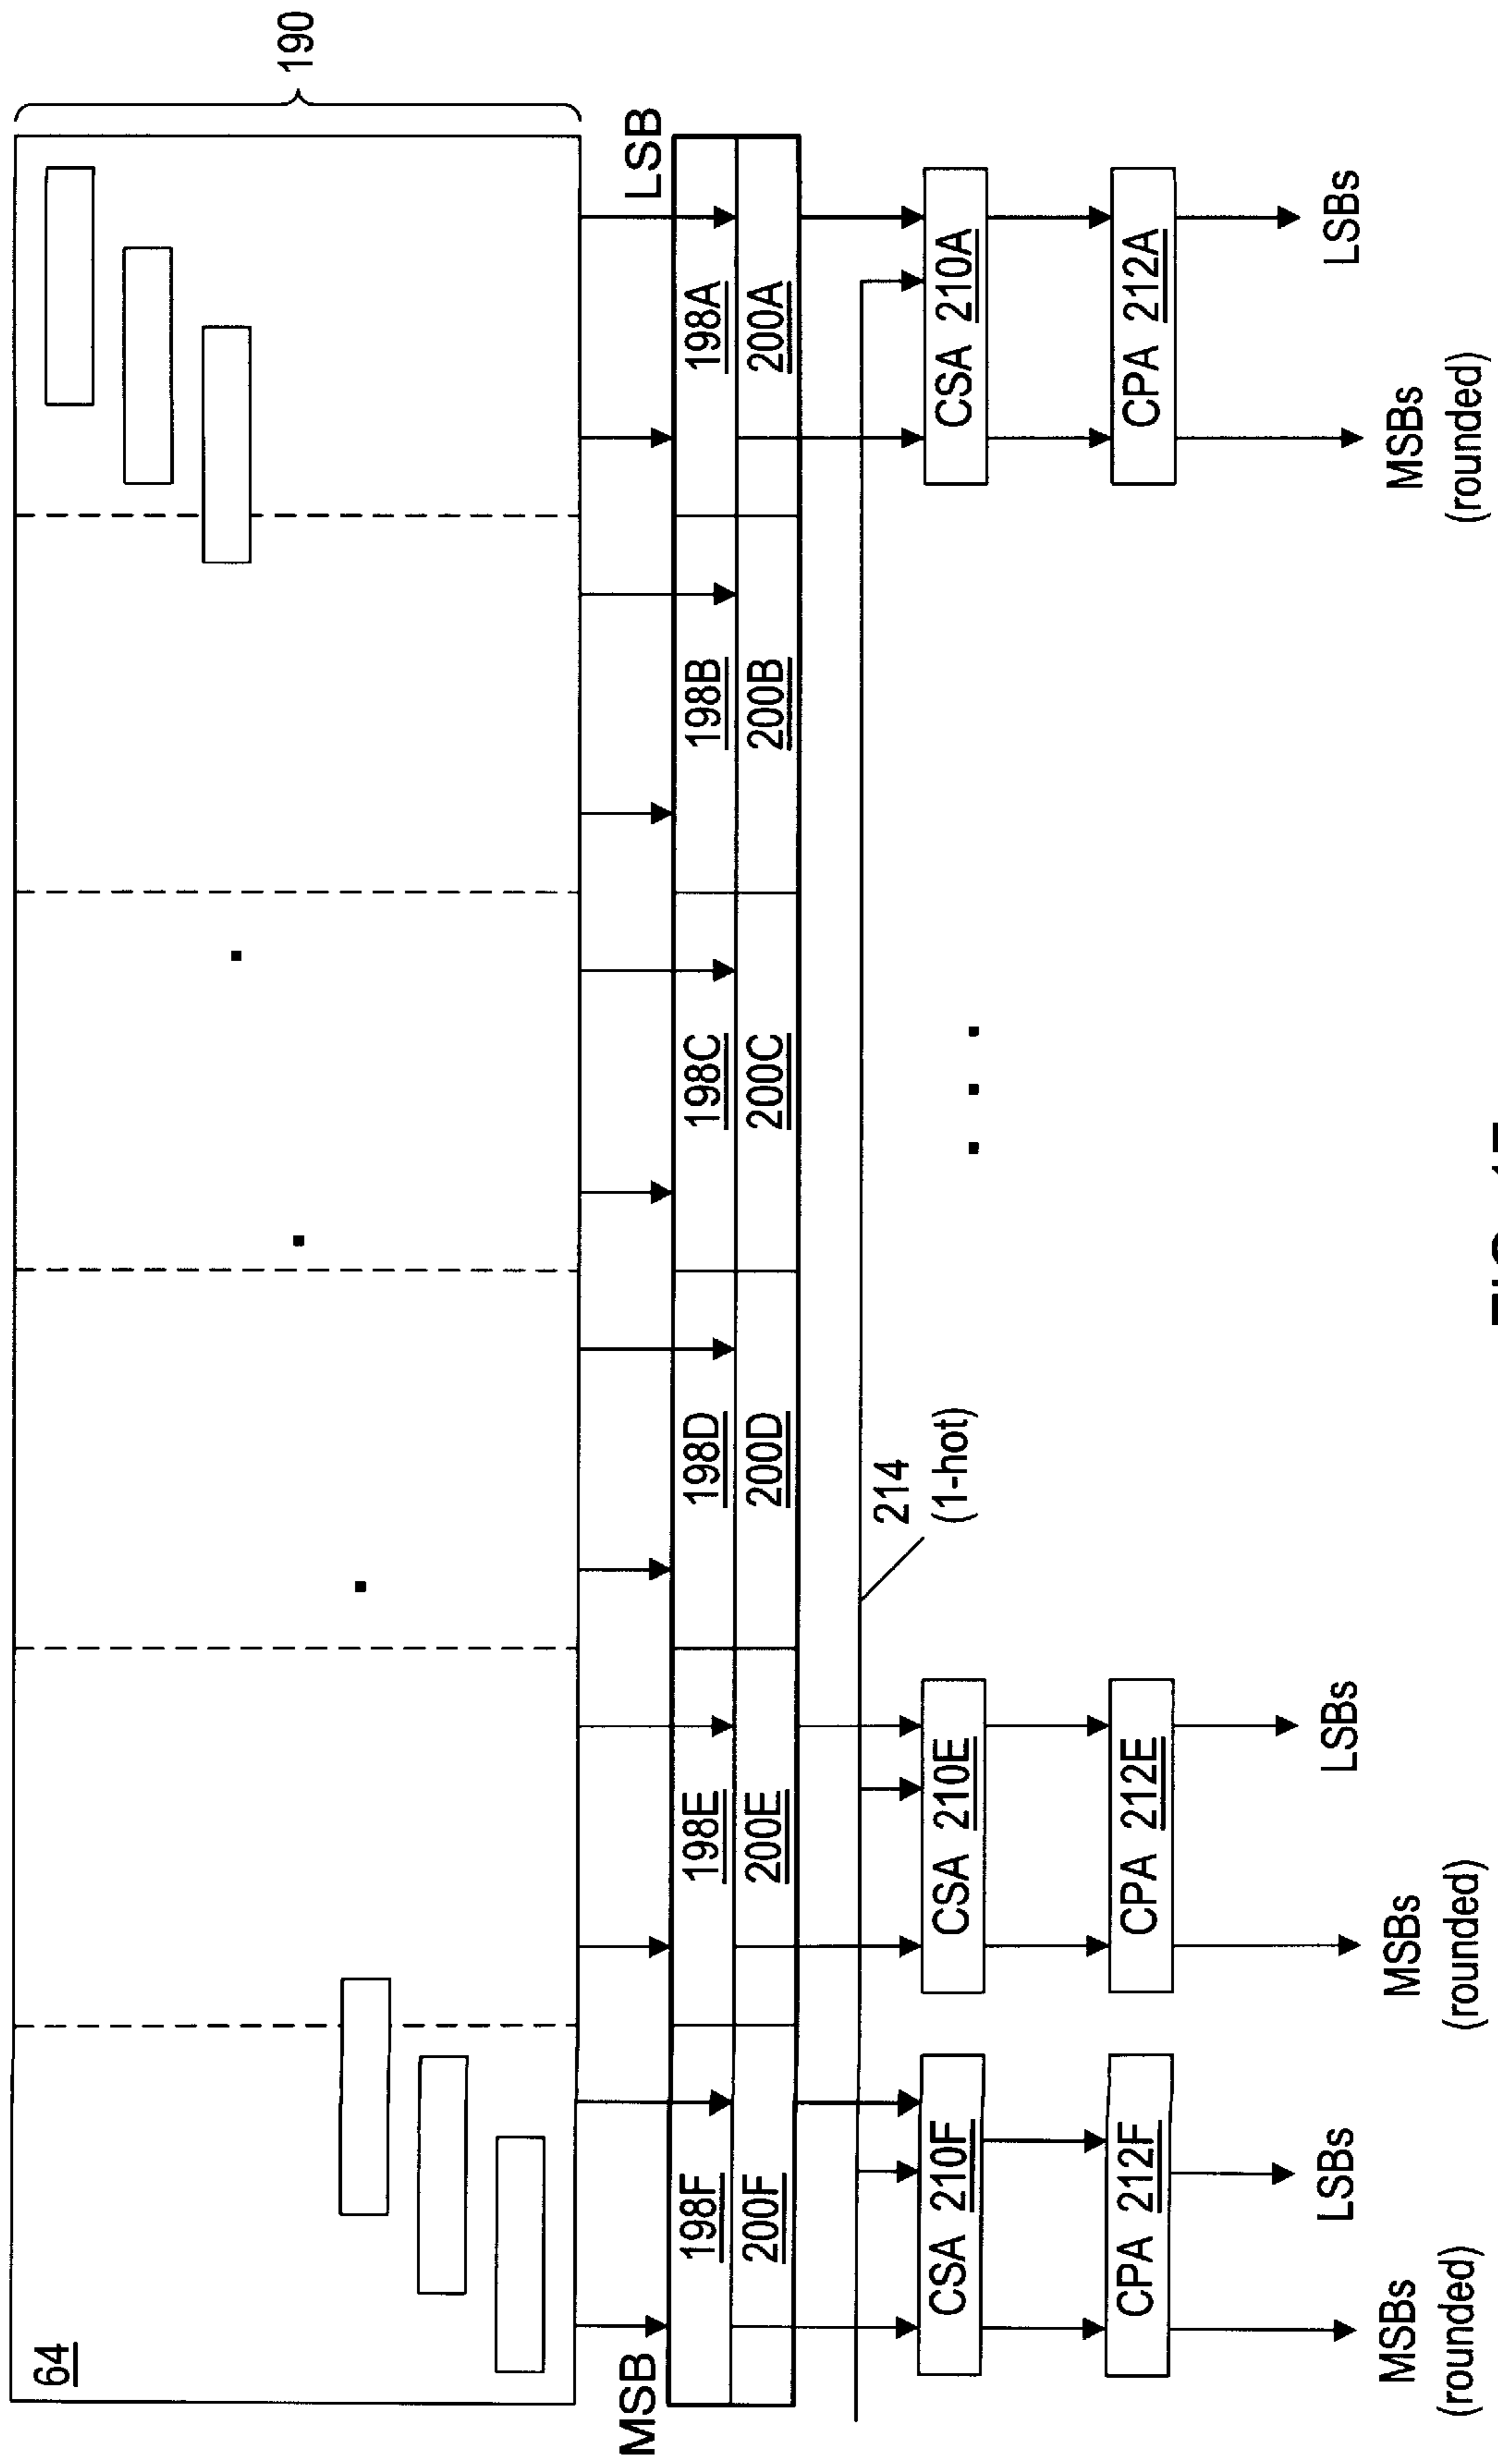 64
190
MSB
LSB
198F 198E 198D 198C 198B 198A
200F 200E 200D 200C 200B 200A
214
(1-hot)
CSA 210F
CSA 210E
CSA 210A
CPA 212F
CPA 212E
CPA 212A
LSBs
LSBs
LSBs
MSBs
(rounded)
MSBs
(rounded)
MSBs
(rounded)